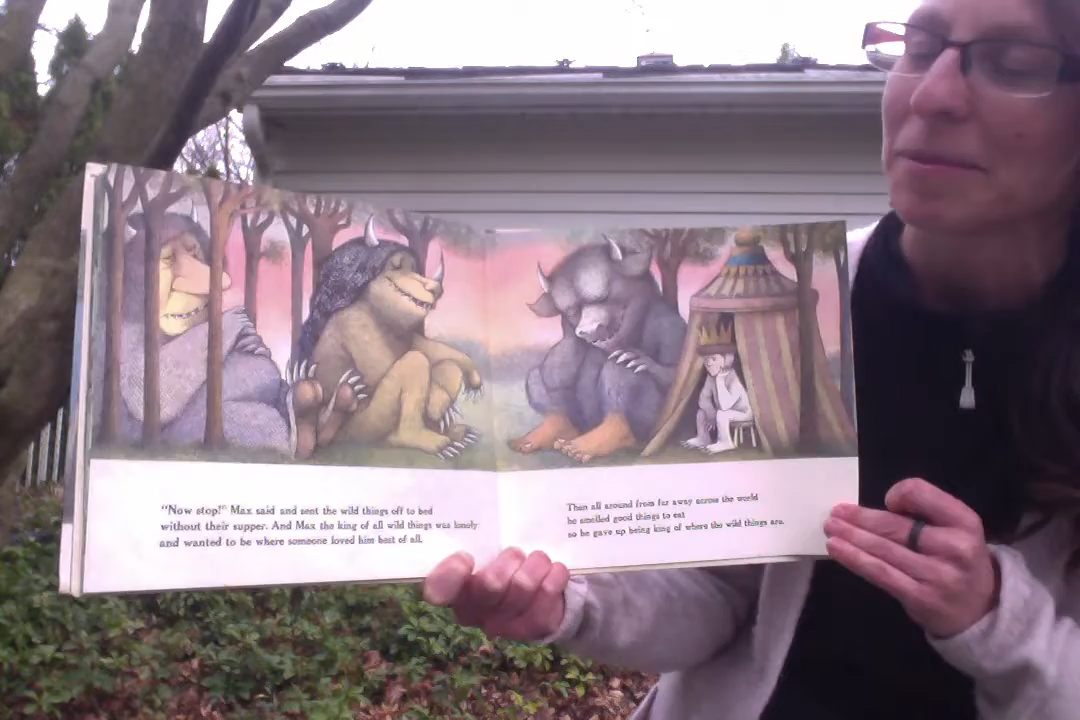 "Now stop!" Max said and sent the wild things off to bed
without their supper. And Max the king of all wild things was lonely
and wanted to be where someone loved him best of all.
Then all around from far away across the world
he smelled good things to eat
so he gave up being king of where the wild things are.